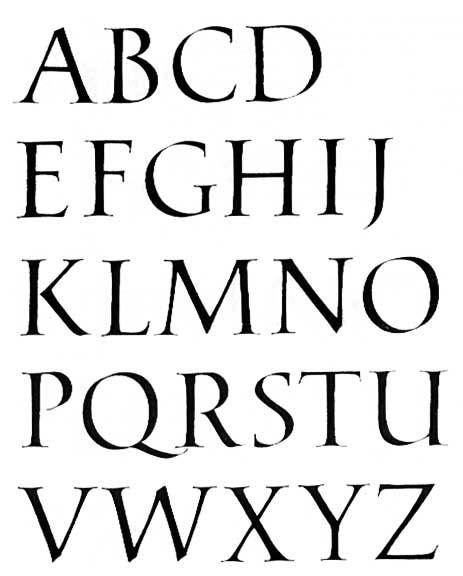 ABCD
EFGHIJ
KLMNO
PQRSTU
VWXYZ